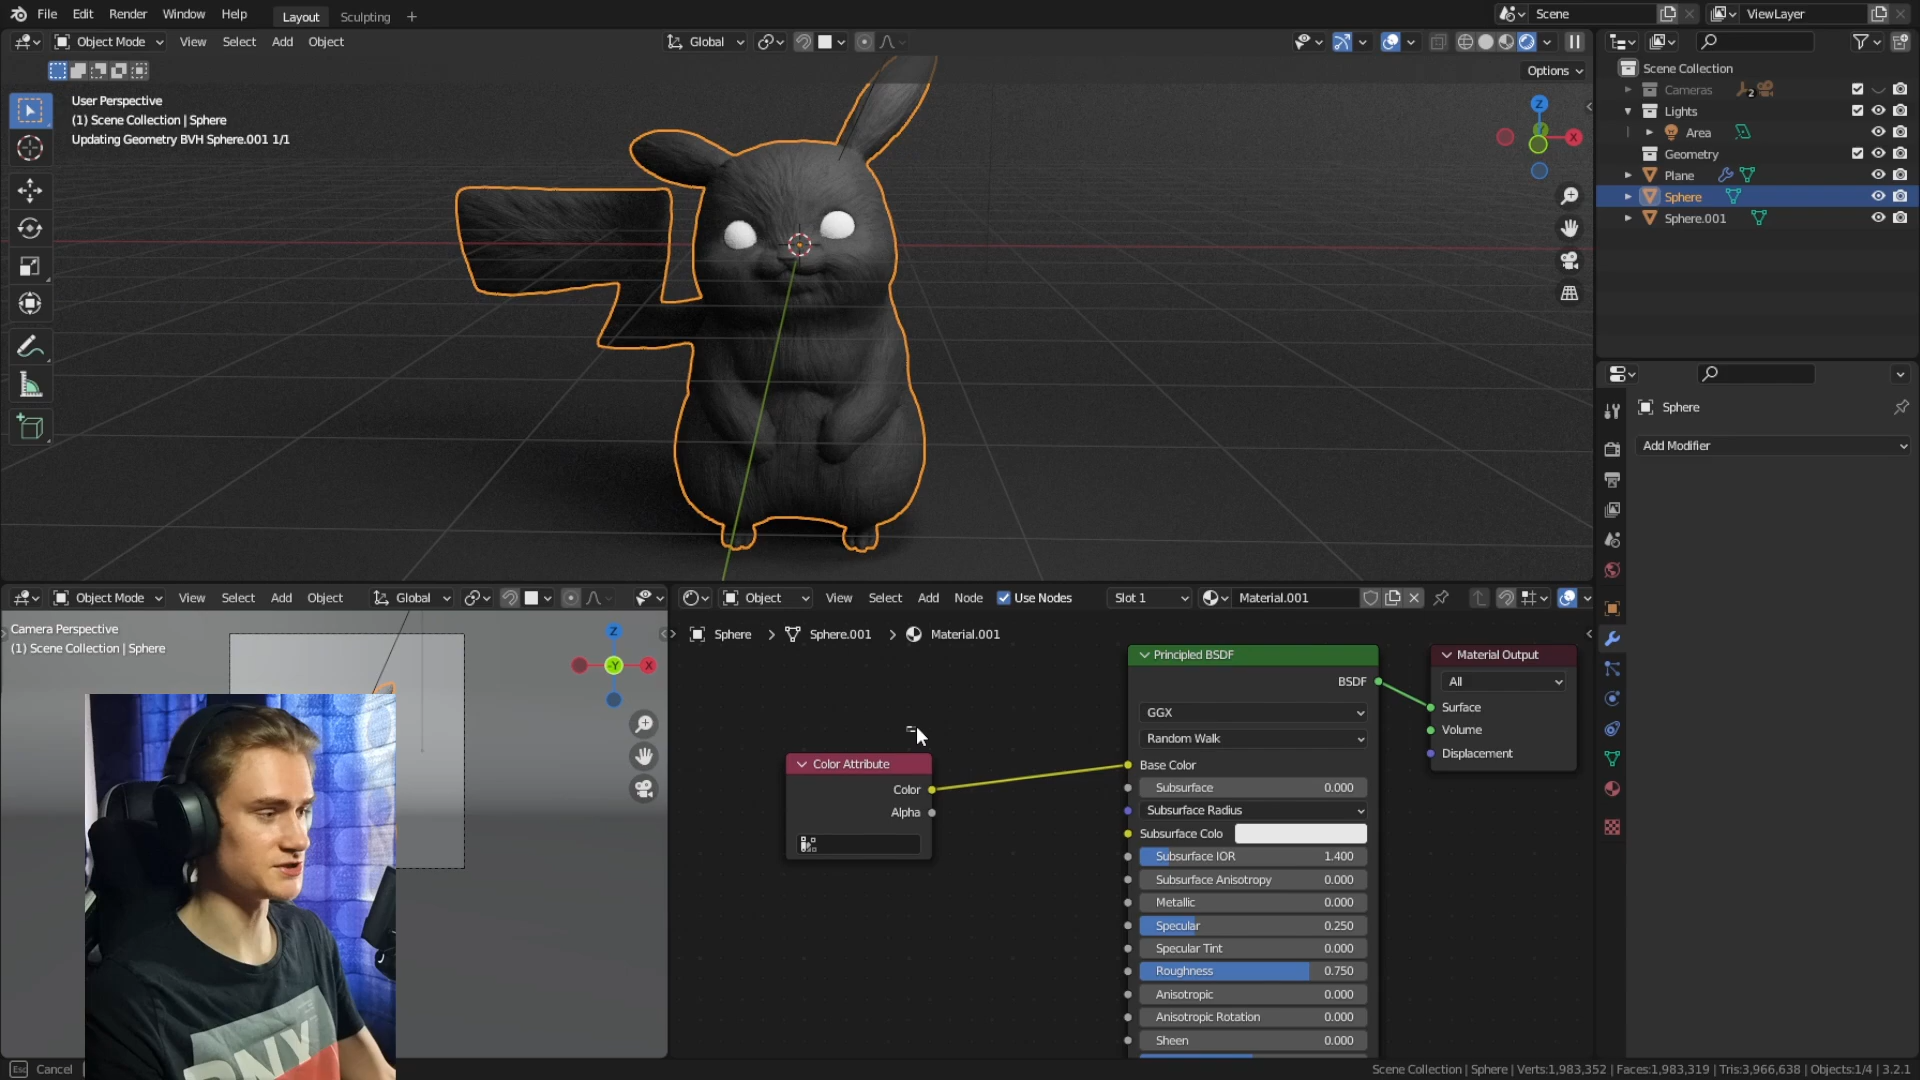 File Edit Render Window Help Layout Sculpting + Scene ViewLayer
Object Mode View Select Add Object Global
Options
User Perspective
(1) Scene Collection | Sphere
Updating Geometry BVH Sphere.001 1/1
Z
X
Scene Collection
Cameras 2
Lights
Area
Geometry
Plane
Sphere
Sphere.001
Sphere
Add Modifier
Object Mode View Select Add Object Global
Camera Perspective
(1) Scene Collection | Sphere
Z
-Y X
Object View Select Add Node Use Nodes Slot 1 Material.001
Sphere > Sphere.001 > Material.001
Color Attribute
Color
Alpha
Principled BSDF
BSDF
GGX
Random Walk
Base Color
Subsurface 0.000
Subsurface Radius
Subsurface Colo
Subsurface IOR 1.400
Subsurface Anisotropy 0.000
Metallic 0.000
Specular 0.250
Specular Tint 0.000
Roughness 0.750
Anisotropic 0.000
Anisotropic Rotation 0.000
Sheen 0.000
Material Output
All
Surface
Volume
Displacement
Esc Cancel
Scene Collection | Sphere | Verts:1,983,352 | Faces:1,983,319 | Tris:3,966,638 | Objects:1/4 | 3.2.1